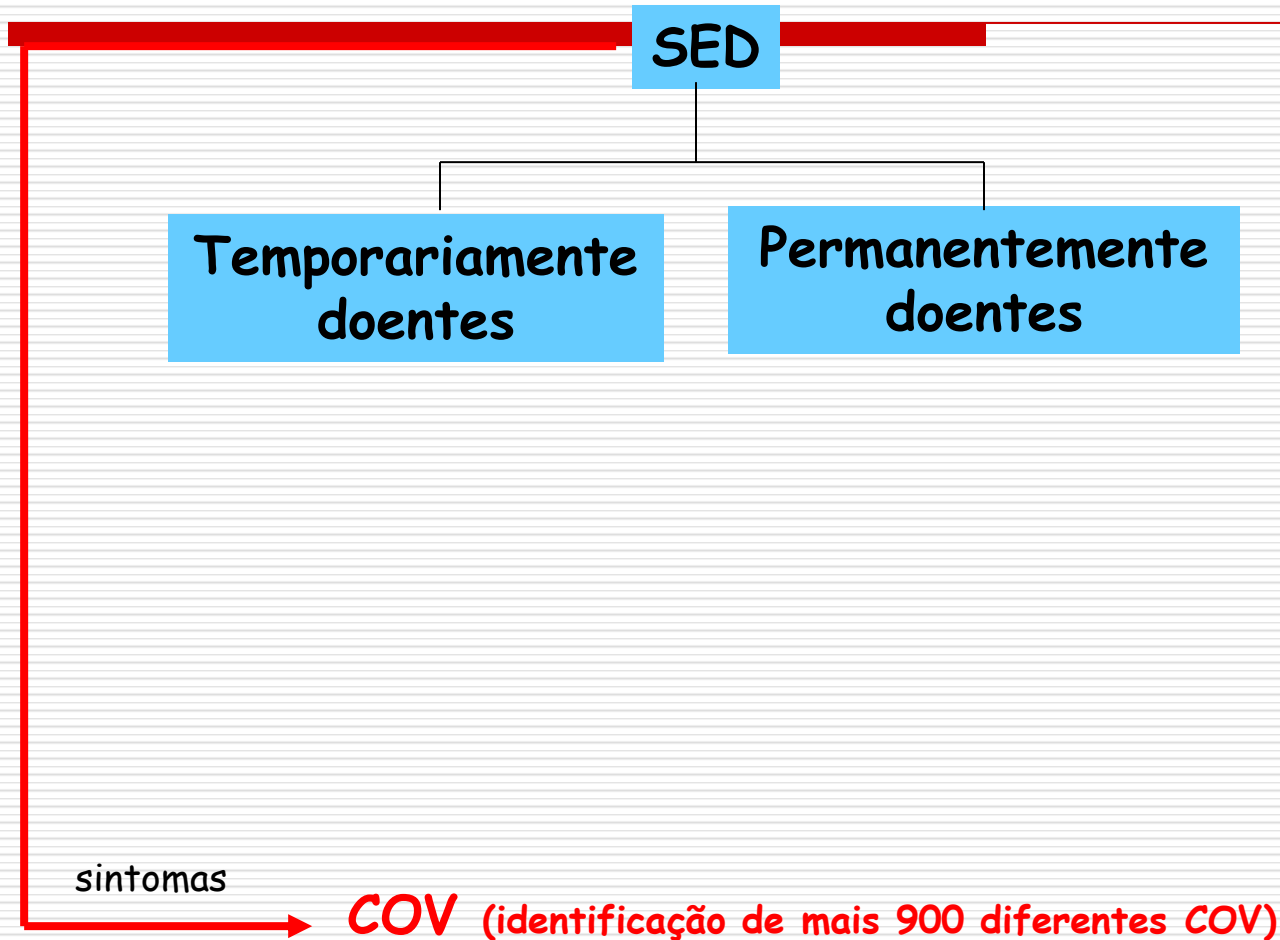 SED
Temporariamente
doentes
Permanentemente
doentes
sintomas
COV (identificação de mais 900 diferentes COV)